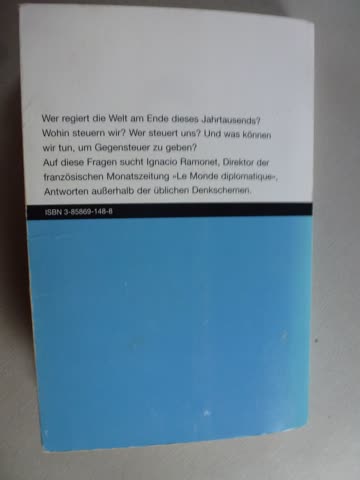 Wer regiert die Welt am Ende dieses Jahrtausends?
Wohin steuern wir? Wer steuert uns? Und was können
wir tun, um Gegensteuer zu geben?
Auf diese Fragen sucht Ignacio Ramonet, Direktor der
französischen Monatszeitung «Le Monde diplomatique»,
Antworten außerhalb der üblichen Denkschemen.
ISBN 3-85869-148-8